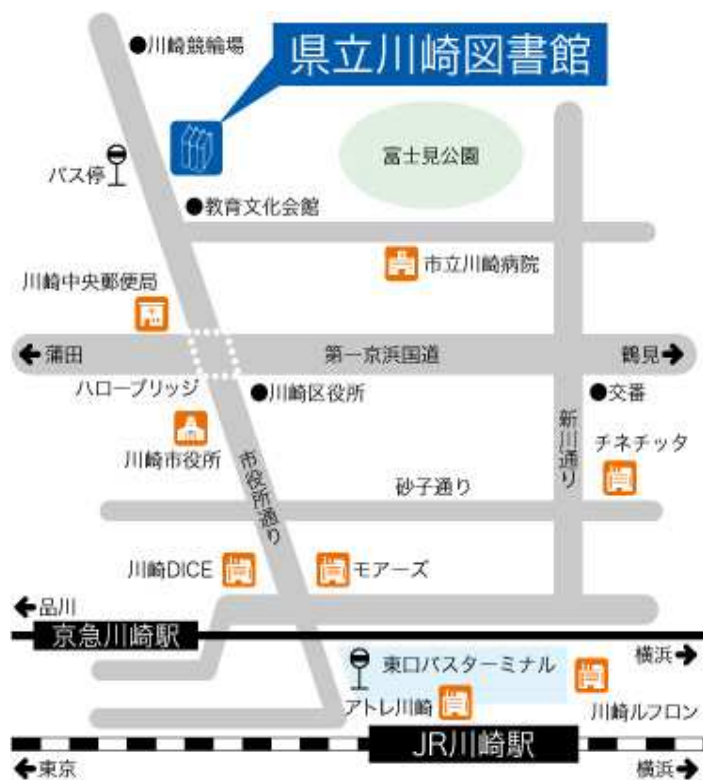 ●川崎競輪場
県立川崎図書館
バス停
富士見公園
●教育文化会館
市立川崎病院
川崎中央郵便局
←蒲田
第一京浜国道
鶴見→
ハローブリッジ
●川崎区役所
●交番
川崎市役所
市役所通り
新川通り
チネチッタ
砂子通り
川崎DICE
モアーズ
←品川
京急川崎駅
横浜→
東口バスターミナル
アトレ川崎
川崎ルフロン
JR川崎駅
←東京
横浜→